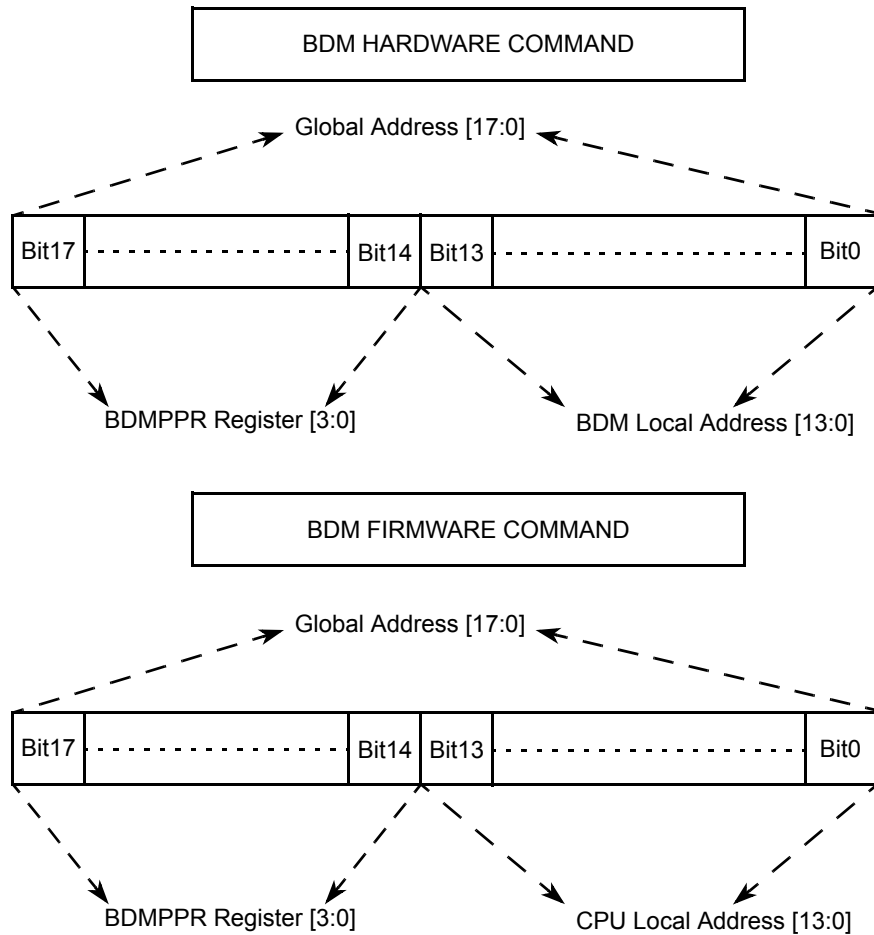 BDM HARDWARE COMMAND
Global Address [17:0]
Bit17 Bit14 Bit13 Bit0
BDMPPR Register [3:0] BDM Local Address [13:0]
BDM FIRMWARE COMMAND
Global Address [17:0]
Bit17 Bit14 Bit13 Bit0
BDMPPR Register [3:0] CPU Local Address [13:0]